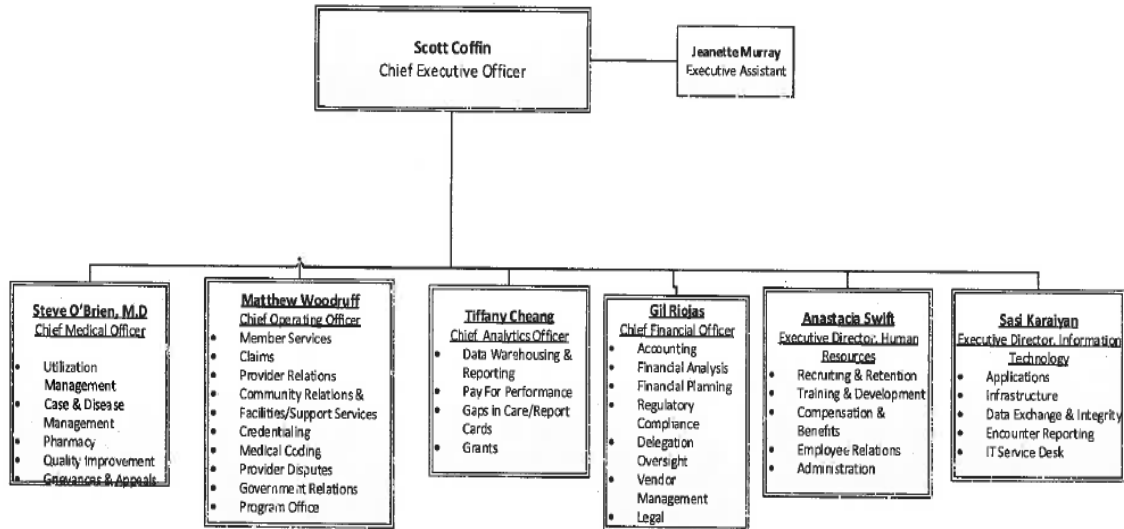 Scott Coffin
Chief Executive Officer
Jeanette Murray
Executive Assistant
Steve O'Brien, M.D
Chief Medical Officer
• Utilization
Management
• Case & Disease
Management
• Pharmacy
• Quality Improvement
• Grievances & Appeals
Matthew Woodruff
Chief Operating Officer
• Member Services
• Claims
• Provider Relations
• Community Relations &
• Facilities/Support Services
• Credentialing
• Medical Coding
• Provider Disputes
• Government Relations
• Program Office
Tiffany Cheang
Chief Analytics Officer
• Data Warehousing &
Reporting
• Pay For Performance
• Gaps in Care/Report
Cards
• Grants
Gil Riojas
Chief Financial Officer
• Accounting
• Financial Analysis
• Financial Planning
• Regulatory
Compliance
• Delegation
Oversight
• Vendor
Management
• Legal
Anastacia Swift
Executive Director, Human
Resources
• Recruiting & Retention
• Training & Development
• Compensation &
Benefits
• Employee Relations
• Administration
Sasi Karaiyan
Executive Director, Information
Technology
• Applications
• Infrastructure
• Data Exchange & Integrity
• Encounter Reporting
• IT Service Desk